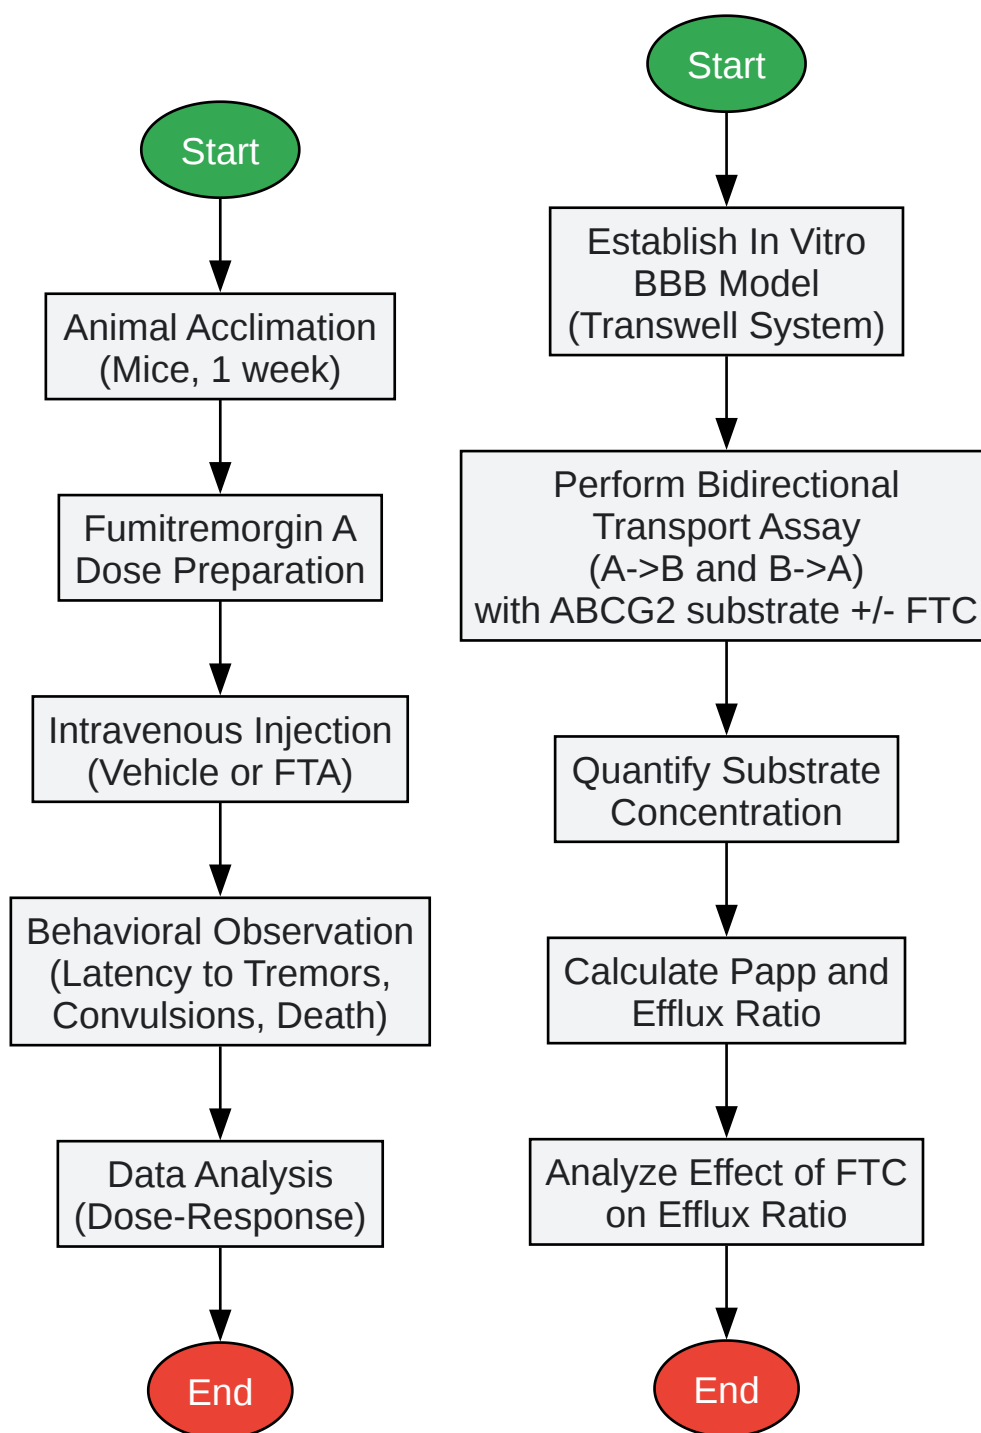 Start
Animal Acclimation
(Mice, 1 week)
Fumitremorgin A
Dose Preparation
Intravenous Injection
(Vehicle or FTA)
Behavioral Observation
(Latency to Tremors,
Convulsions, Death)
Data Analysis
(Dose-Response)
End
Start
Establish In Vitro
BBB Model
(Transwell System)
Perform Bidirectional
Transport Assay
(A->B and B->A)
with ABCG2 substrate +/- FTC
Quantify Substrate
Concentration
Calculate Papp and
Efflux Ratio
Analyze Effect of FTC
on Efflux Ratio
End